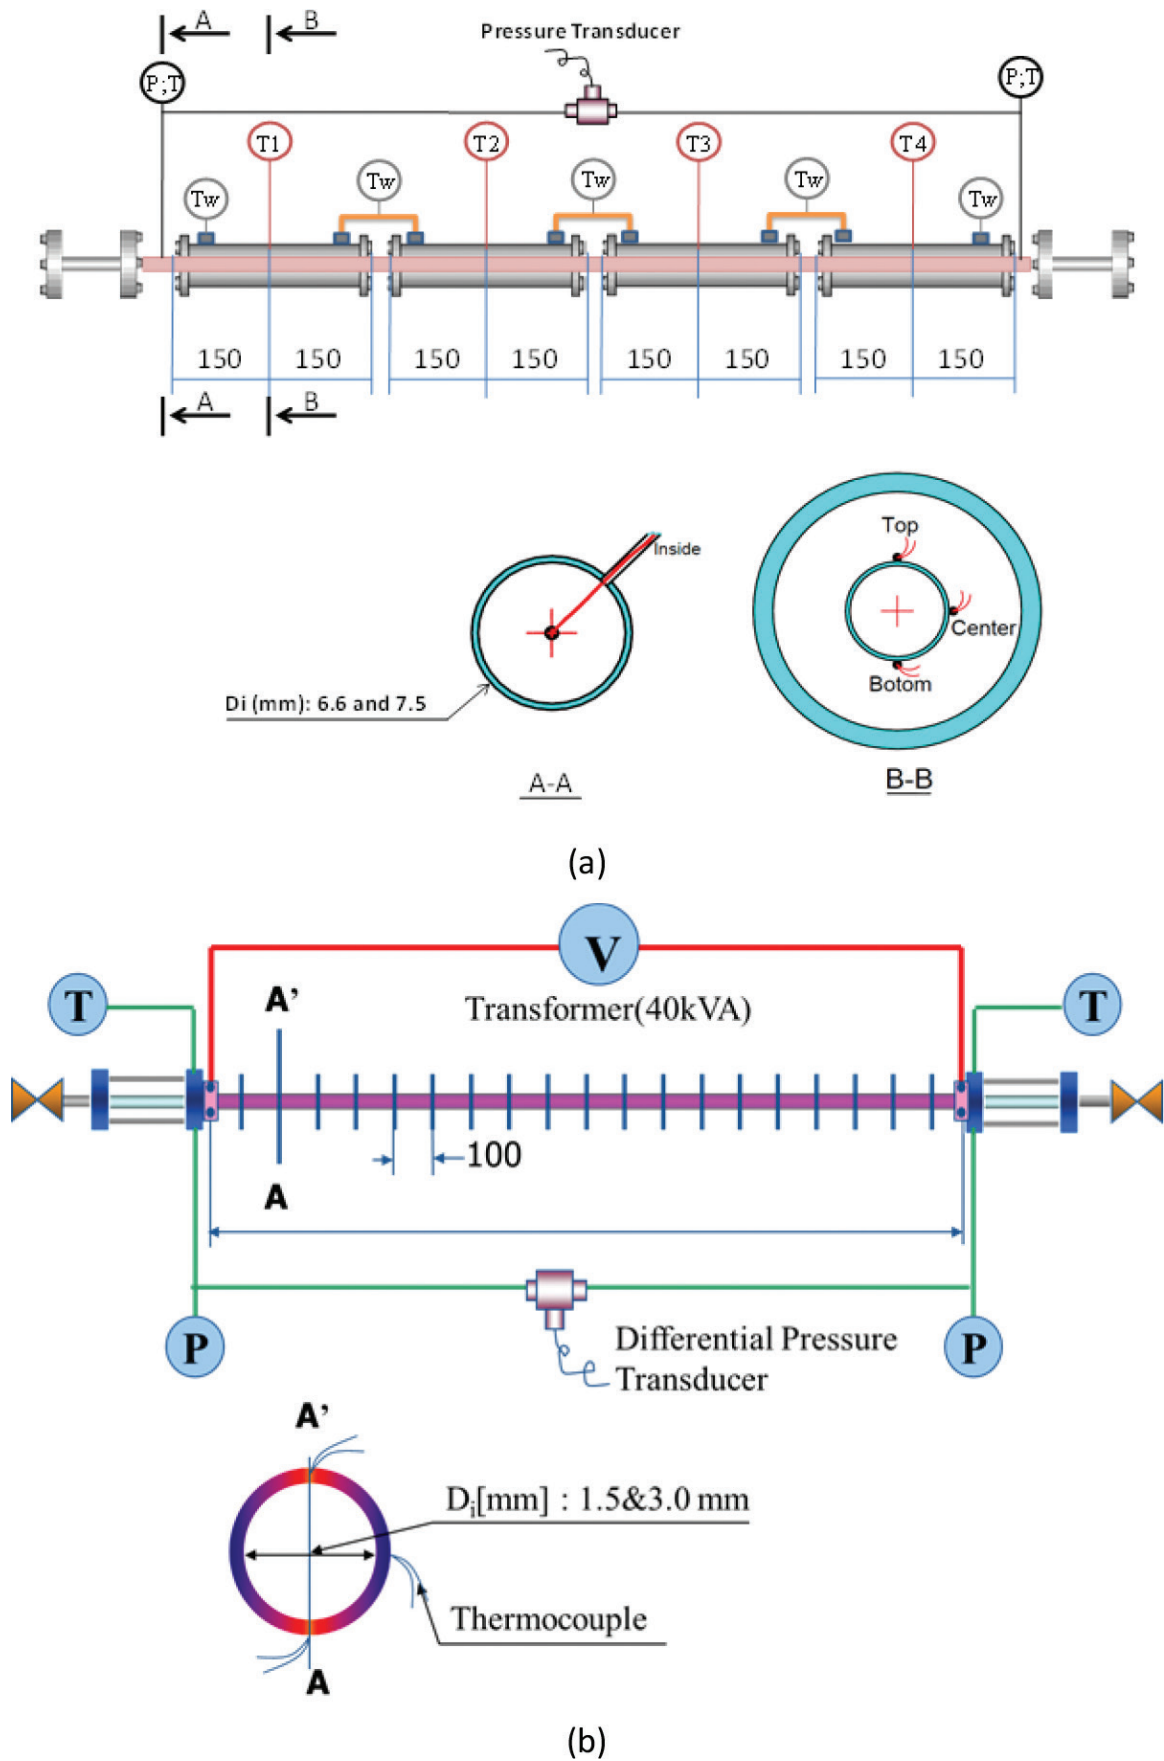 A B
Pressure Transducer
P;T P;T
T1 T2 T3 T4
Tw Tw Tw Tw Tw
150 150 150 150 150 150 150 150
A B
Inside
Di (mm): 6.6 and 7.5
A-A
Top
Center
Botom
B-B
(a)
V
T A' Transformer(40kVA) T
100
A
Differential Pressure
Transducer
P P
A'
Di[mm] : 1.5&3.0 mm
Thermocouple
A
(b)